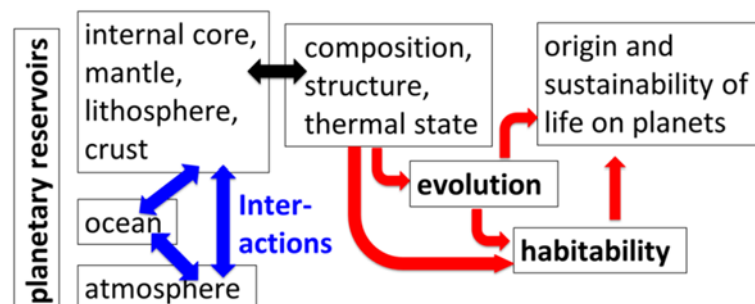 planetary reservoirs
internal core,
mantle,
lithosphere,
crust
ocean
atmosphere
Inter-
actions
composition,
structure,
thermal state
evolution
habitability
origin and
sustainability of
life on planets